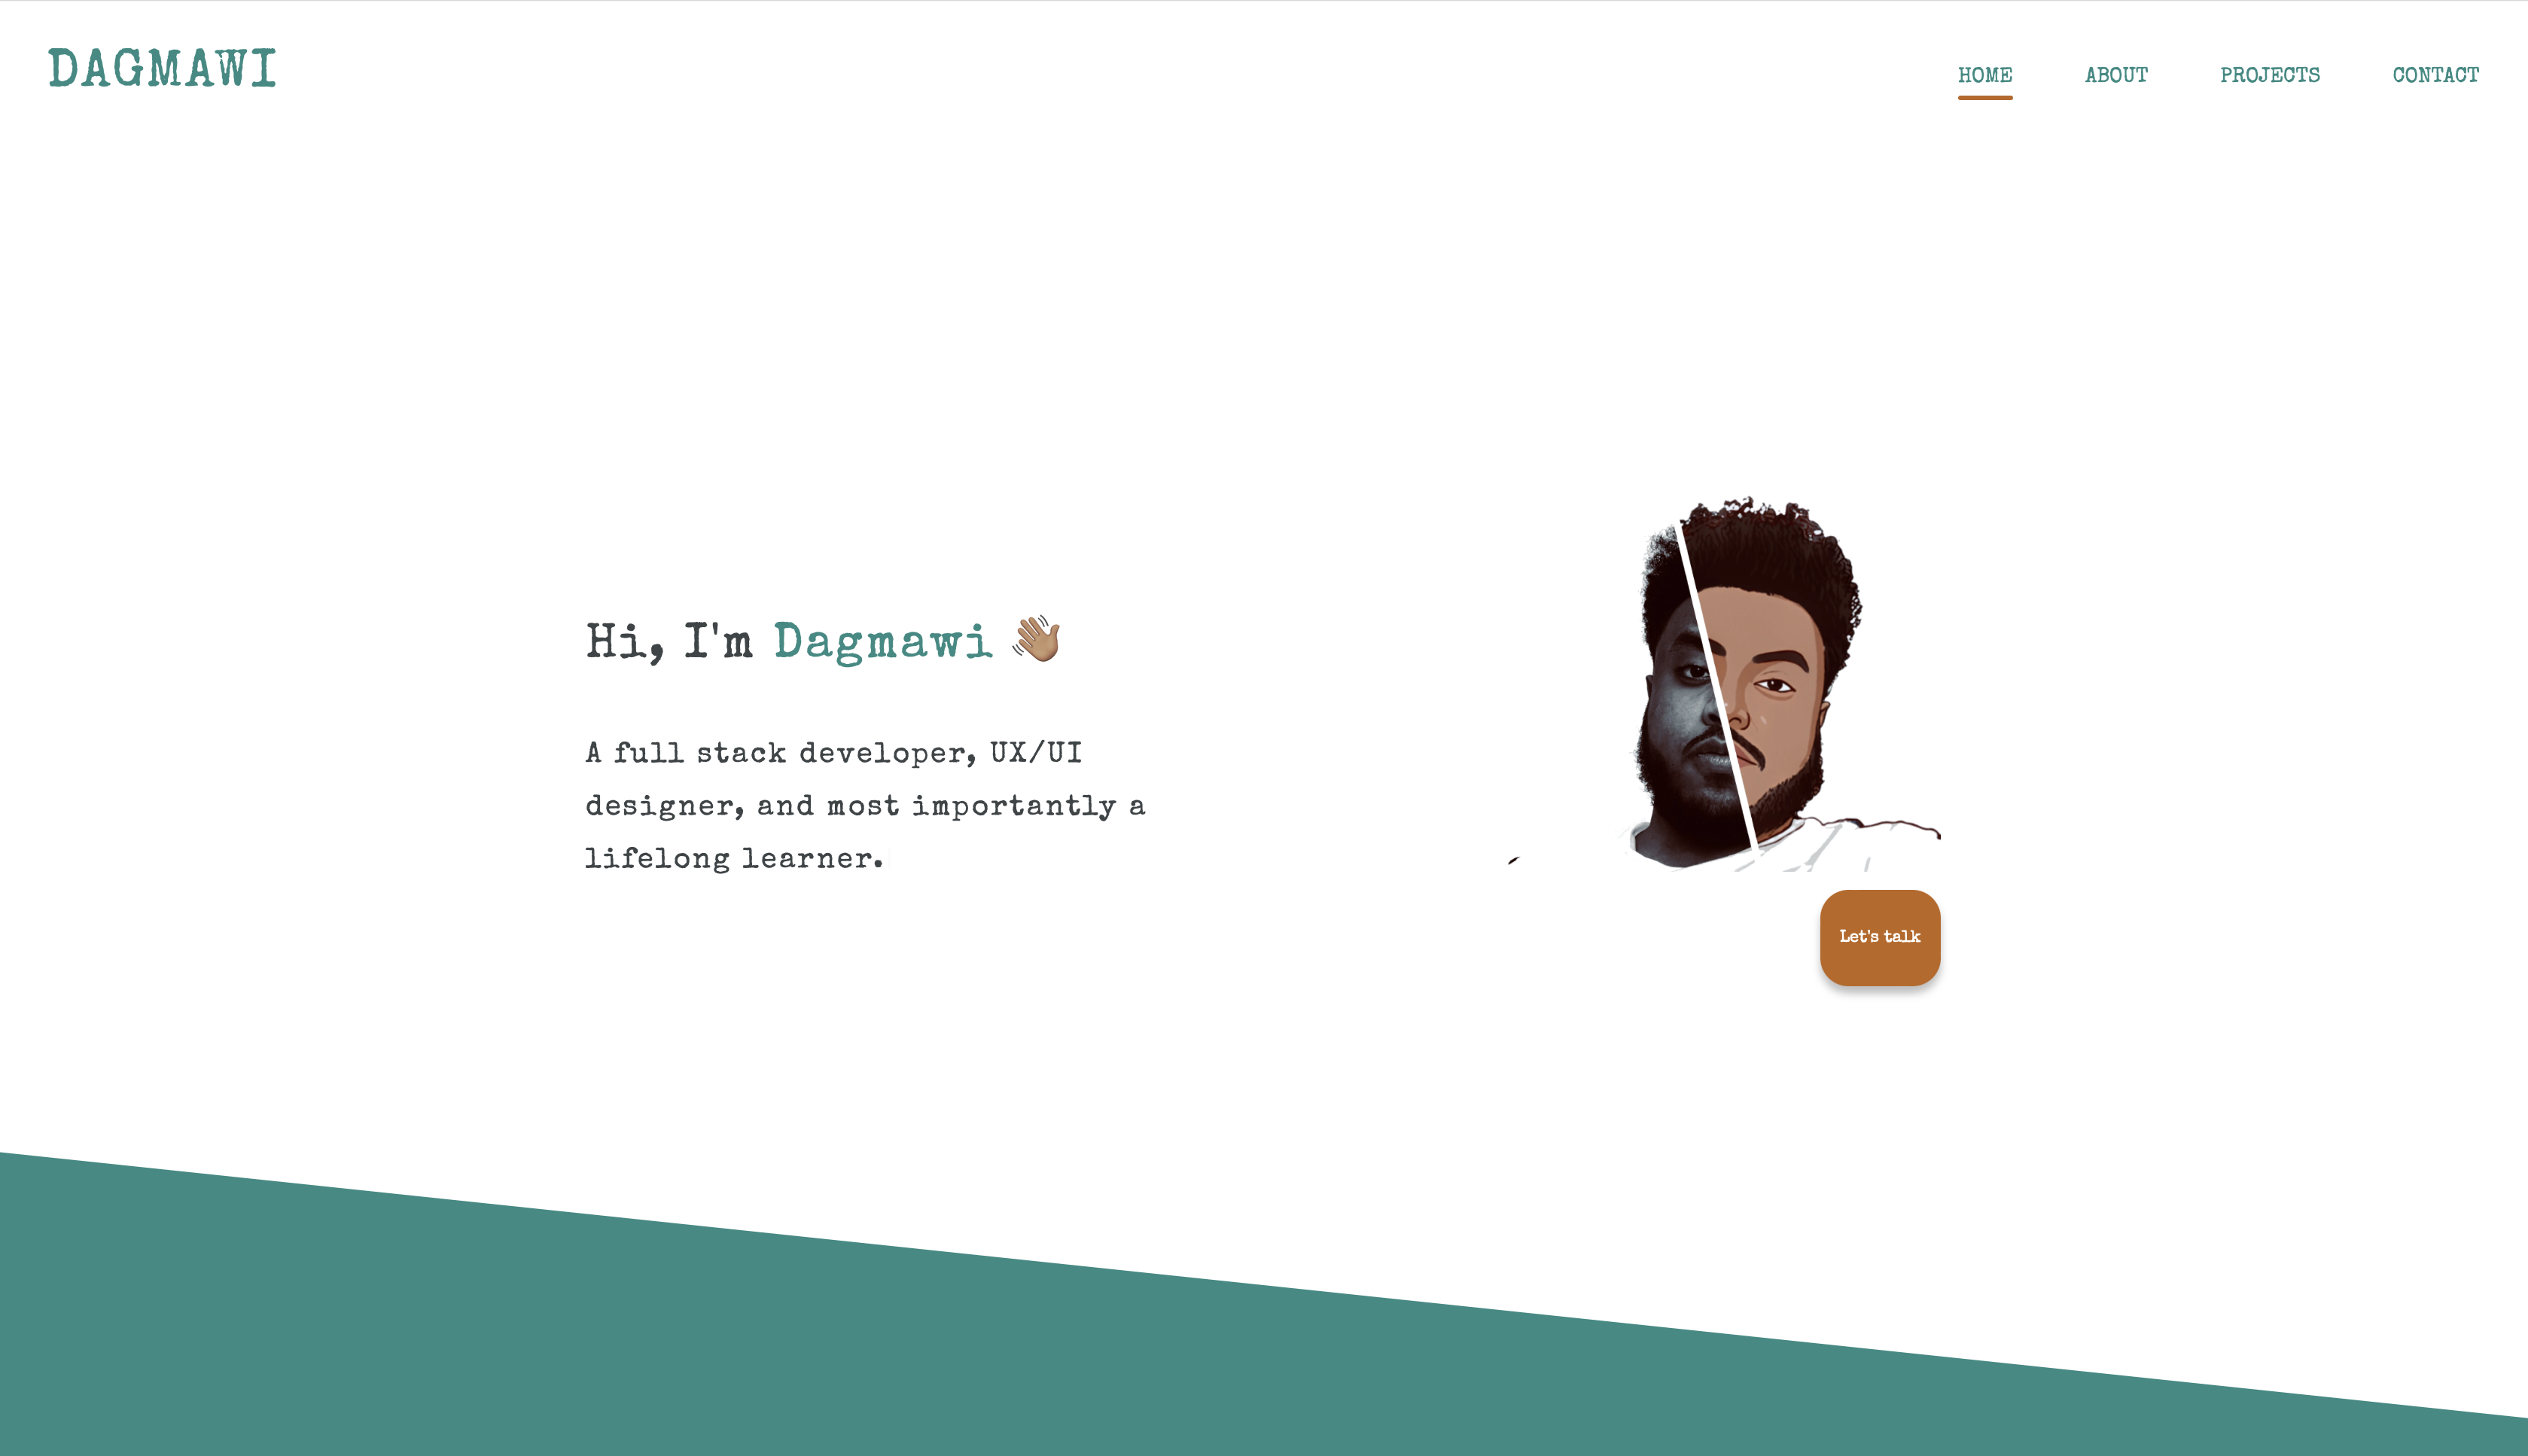 DAGMAWI
HOME
ABOUT
PROJECTS
CONTACT
Hi, I'm Dagmawi 👋🏽
A full stack developer, UX/UI
designer, and most importantly a
lifelong learner.
Let's talk